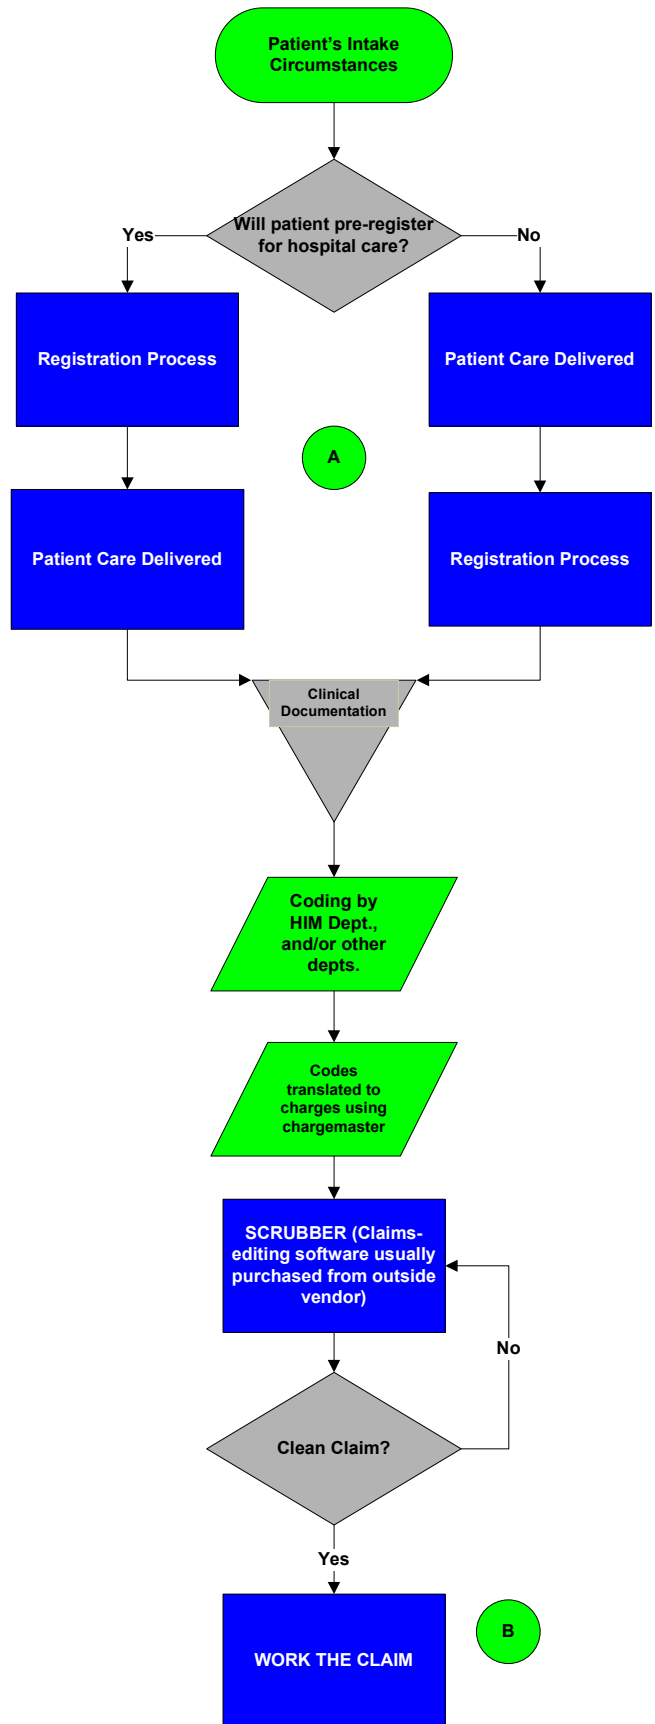 Patient's Intake
Circumstances
Will patient pre-register
for hospital care?
Yes
No
Registration Process
Patient Care Delivered
A
Patient Care Delivered
Registration Process
Clinical
Documentation
Coding by
HIM Dept.,
and/or other
depts.
Codes
translated to
charges using
chargemaster
SCRUBBER (Claims-
editing software usually
purchased from outside
vendor)
No
Clean Claim?
Yes
WORK THE CLAIM
B